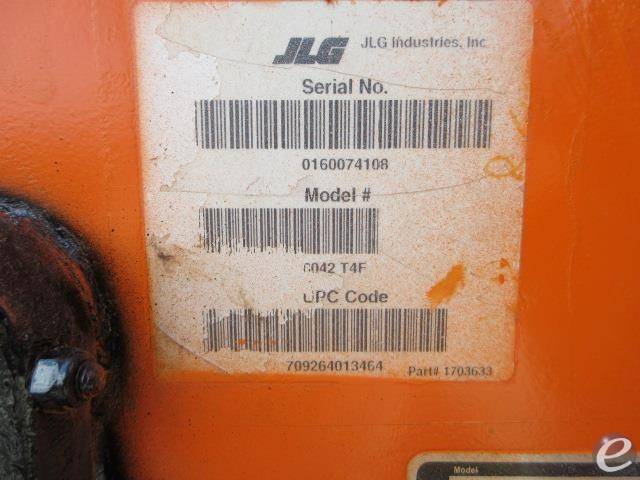 JLG JLG Industries, Inc
Serial No.
0160074108
Model #
6042 T4F
UPC Code
709264013464 Part# 1703633
Model
e